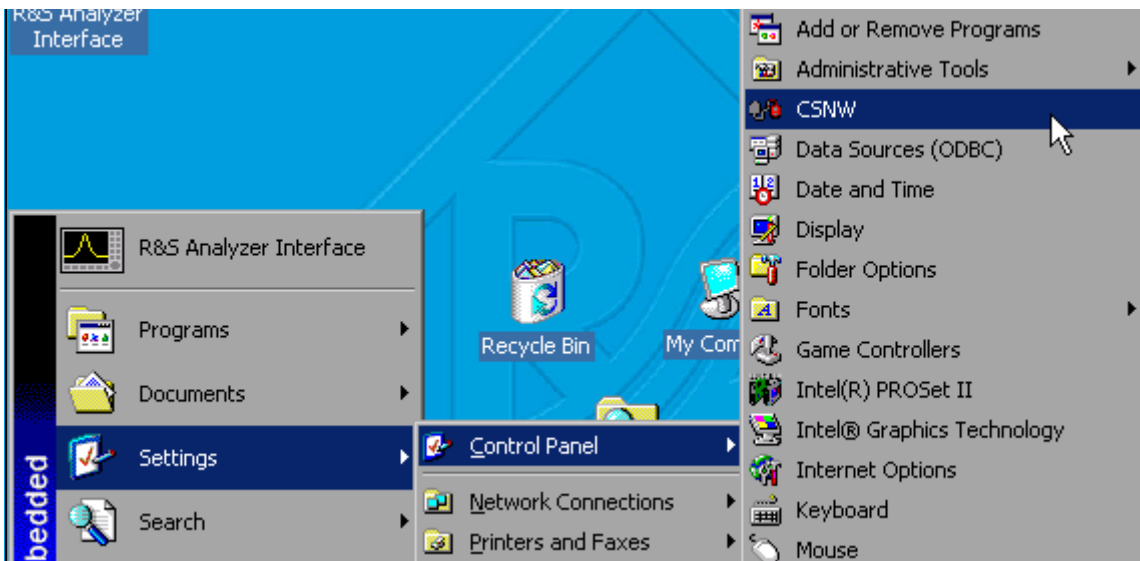 R&S Analyzer
Interface
R&S Analyzer Interface
Programs
Documents
Settings
Search
bedded
Recycle Bin
My Com
Control Panel
Network Connections
Printers and Faxes
Add or Remove Programs
Administrative Tools
CSNW
Data Sources (ODBC)
Date and Time
Display
Folder Options
Fonts
Game Controllers
Intel(R) PROSet II
Intel® Graphics Technology
Internet Options
Keyboard
Mouse